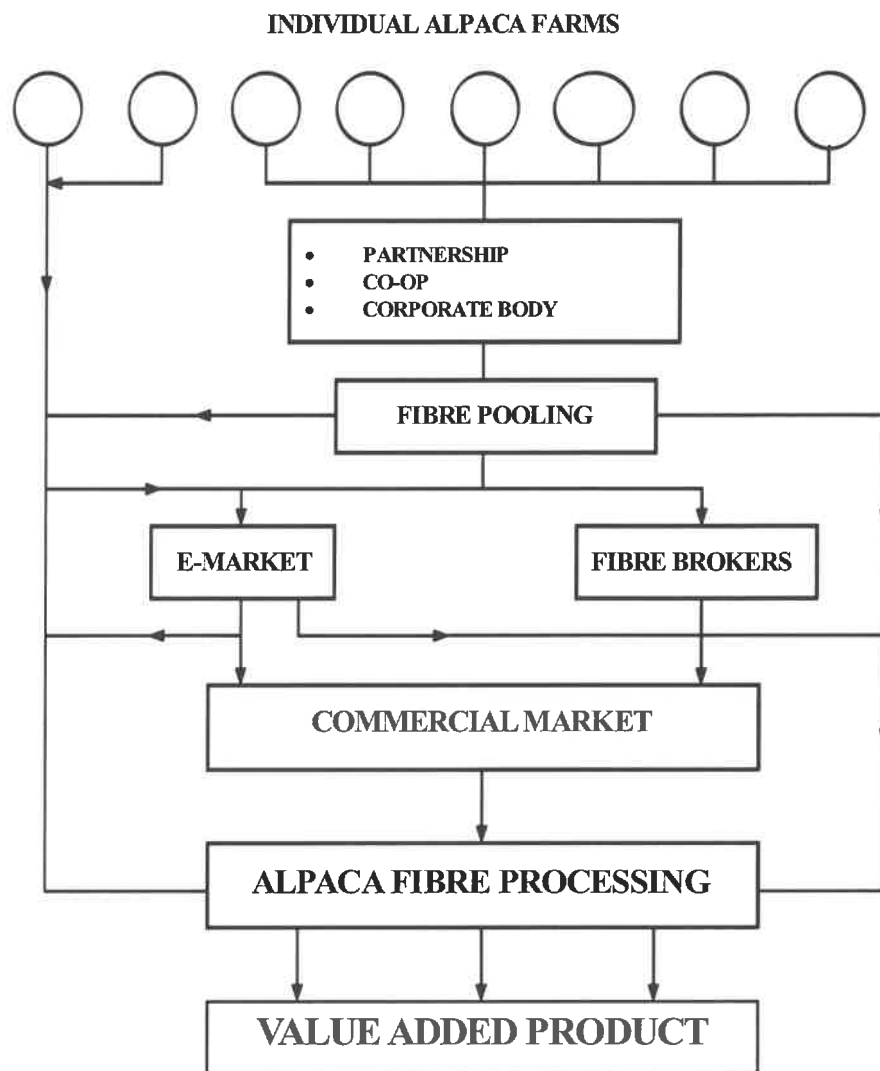 INDIVIDUAL ALPACA FARMS
• PARTNERSHIP
• CO-OP
• CORPORATE BODY
FIBRE POOLING
E-MARKET
FIBRE BROKERS
COMMERCIAL MARKET
ALPACA FIBRE PROCESSING
VALUE ADDED PRODUCT